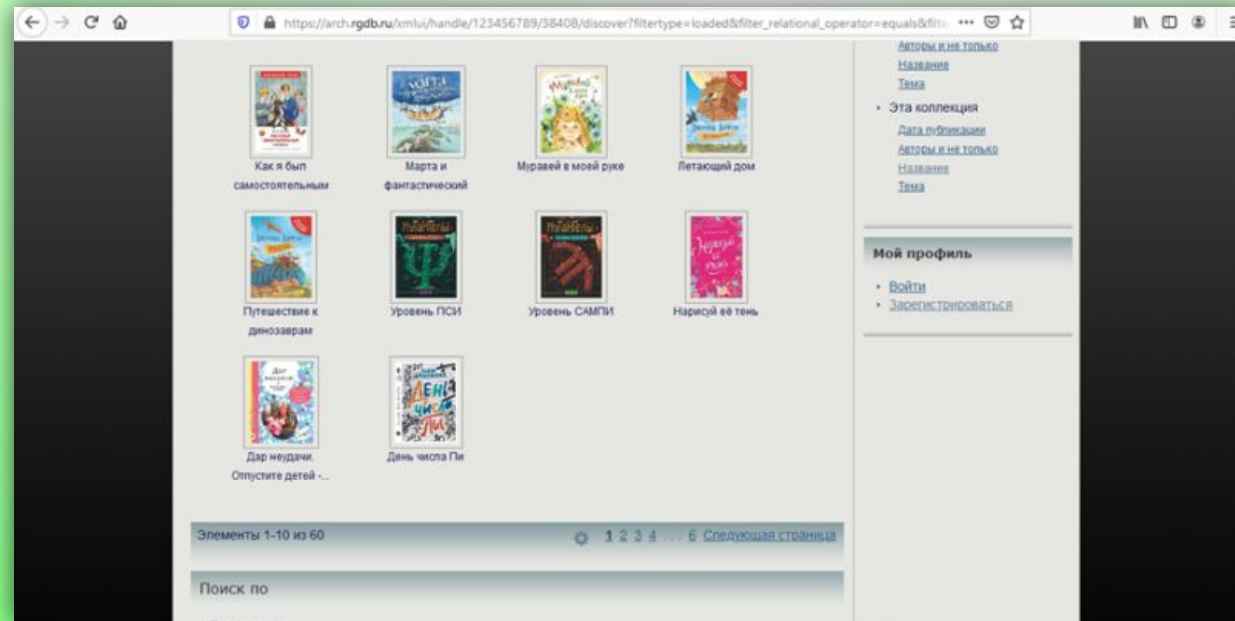 https://arch.rgdb.ru/xmlui/handle/123456789/38408/discover?filtertype=loaded&filter_relational_operator=equals&filte
Как я был
самостоятельным
Марта и
фантастический
Муравей в моей руке
Летающий дом
Путешествие к
динозаврам
Уровень ПСИ
Уровень САМПИ
Нарисуй её тень
Дар неудачи.
Отпустите детей -...
День числа Пи
Элементы 1-10 из 60
1 2 3 4 . . . 6 Следующая страница
Поиск по
Авторы и не только
Название
Тема
Эта коллекция
Дата публикации
Авторы и не только
Название
Тема
Мой профиль
Войти
Зарегистрироваться